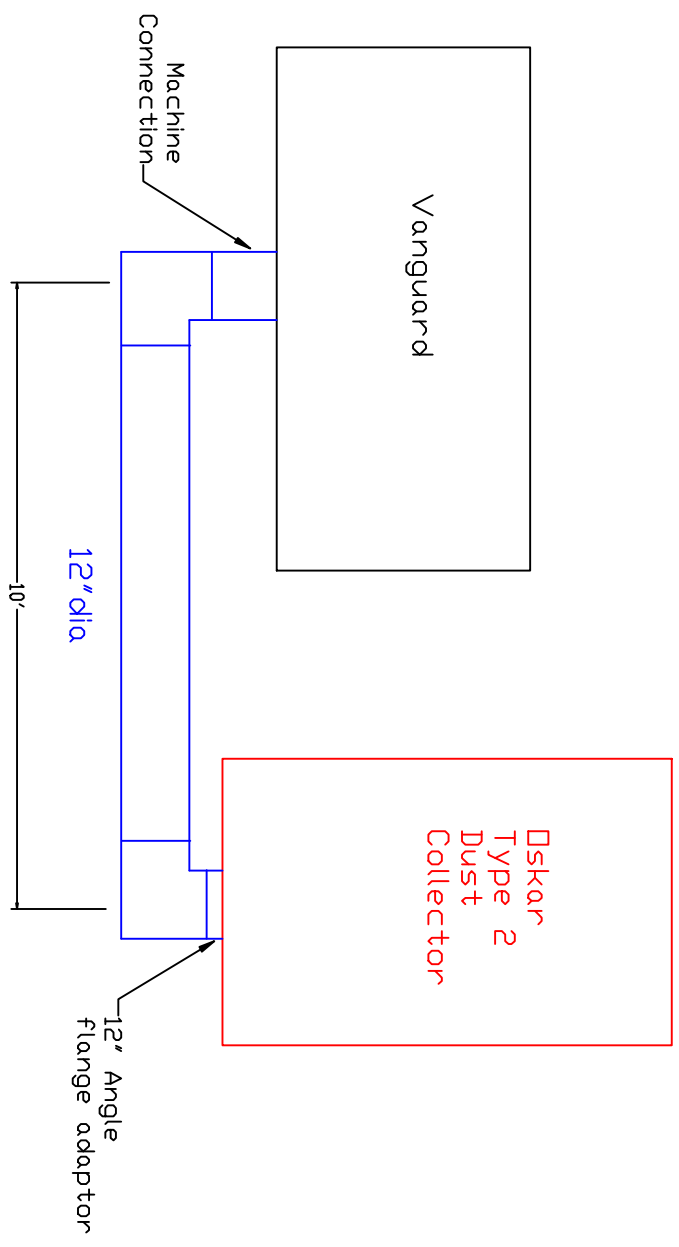 Vanguard
Machine
Connection
12"dia
10'
Oskar
Type 2
Dust
Collector
12" Angle
flange adaptor